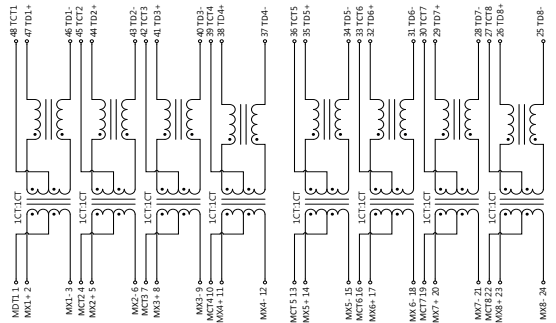 48 TCT1
47 TD1+
46 TD1-
45 TCT2
44 TD2+
43 TD2-
42 TCT3
41 TD3+
40 TD3-
39 TCT4
38 TD4+
37 TD4-
36 TCT5
35 TD5+
34 TD5-
33 TCT6
32 TD6+
31 TD6-
30 TCT7
29 TD7+
28 TD7-
27 TCT8
26 TD8+
25 TD8-
1CT:1CT
1CT:1CT
1CT:1CT
1CT:1CT
1CT:1CT
1CT:1CT
1CT:1CT
1CT:1CT
MDT1 1
MX1+ 2
MX1- 3
MCT2 4
MX2+ 5
MX2- 6
MCT3 7
MX3+ 8
MX3- 9
MCT4 10
MX4+ 11
MX4- 12
MCT5 13
MX5+ 14
MX5- 15
MCT6 16
MX6+ 17
MX 6- 18
MCT7 19
MX7+ 20
MX7- 21
MCT8 22
MX8+ 23
MX8- 24